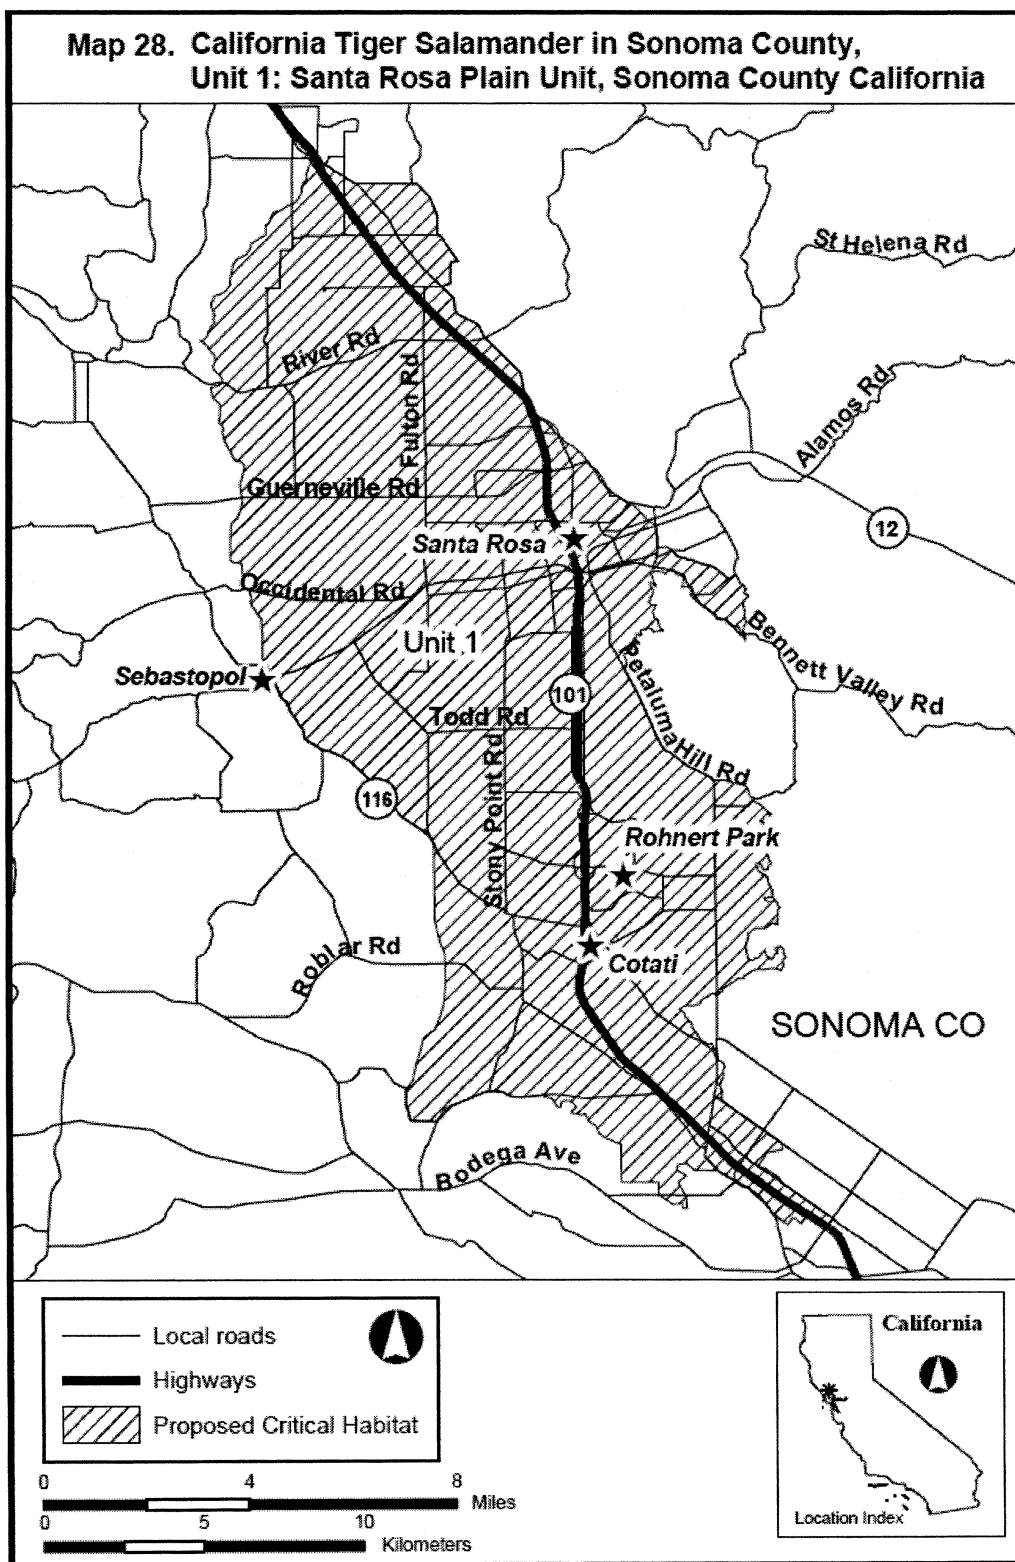 Map 28. California Tiger Salamander in Sonoma County,
Unit 1: Santa Rosa Plain Unit, Sonoma County California
St Helena Rd
River Rd
Fulton Rd
Alamos Rd
Guerneville Rd
12
Santa Rosa
Occidental Rd
Unit 1
Bennett Valley Rd
Sebastopol
Petaluma Hill Rd
101
Todd Rd
Stony Point Rd
116
Rohnert Park
Roblar Rd
Cotati
SONOMA CO
Bodega Ave
Local roads
Highways
Proposed Critical Habitat
0 4 8
Miles
0 5 10
Kilometers
California
Location Index